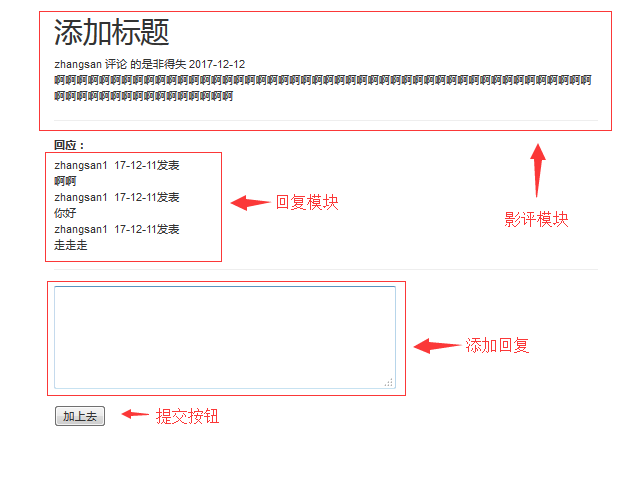 添加标题
zhangsan 评论 的是非得失 2017-12-12
啊啊啊啊啊啊啊啊啊啊啊啊啊啊啊啊啊啊啊啊啊啊啊啊啊啊啊啊啊啊啊啊啊啊啊啊啊啊啊啊啊啊啊啊啊啊啊啊
啊啊啊啊啊啊啊啊啊啊啊啊啊啊啊啊
回应：
zhangsan1 17-12-11发表
啊啊
zhangsan1 17-12-11发表
你好
zhangsan1 17-12-11发表
走走走
回复模块
影评模块
添加回复
加上去
提交按钮